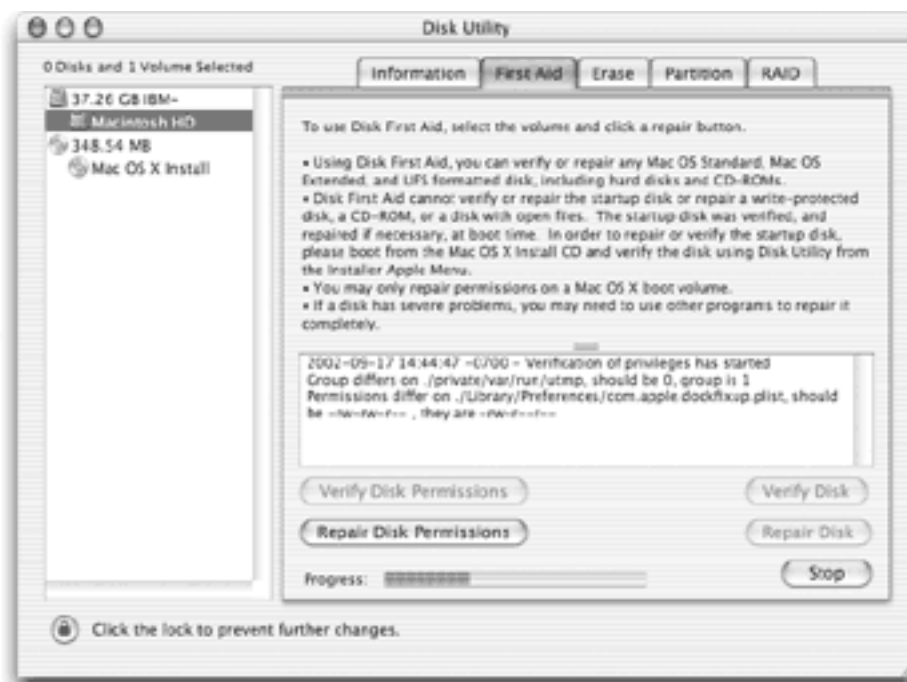 Disk Utility
0 Disks and 1 Volume Selected
37.26 GB IBM-
Macintosh HD
348.54 MB
Mac OS X Install
Information
First Aid
Erase
Partition
RAID
To use Disk First Aid, select the volume and click a repair button.
• Using Disk First Aid, you can verify or repair any Mac OS Standard, Mac OS
Extended, and UFS formatted disk, including hard disks and CD-ROMs.
• Disk First Aid cannot verify or repair the startup disk or repair a write-protected
disk, a CD-ROM, or a disk with open files. The startup disk was verified, and
repaired if necessary, at boot time. In order to repair or verify the startup disk,
please boot from the Mac OS X Install CD and verify the disk using Disk Utility from
the Installer Apple Menu.
• You may only repair permissions on a Mac OS X boot volume.
• If a disk has severe problems, you may need to use other programs to repair it
completely.
2002-09-17 14:44:47 -0700 - Verification of privileges has started
Group differs on ./private/var/run/utmp, should be 0, group is 1
Permissions differ on ./Library/Preferences/com.apple.dockfixup.plist, should
be -rw-rw-r-- , they are -rw-r--r--
Verify Disk Permissions
Verify Disk
Repair Disk Permissions
Repair Disk
Progress:
Stop
Click the lock to prevent further changes.